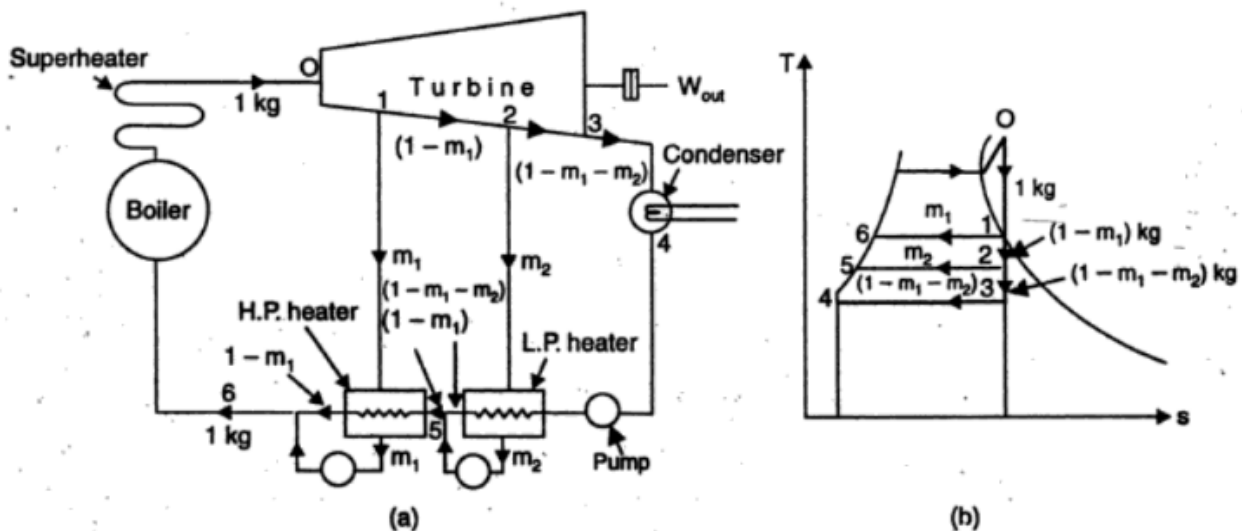 Superheater
O
1 kg
Turbine
1
2
3
W_out
(1 – m₁)
(1 – m₁ – m₂)
Condenser
4
Boiler
m₁
m₂
(1 – m₁ – m₂)
(1 – m₁)
H.P. heater
L.P. heater
1 – m₁
6
1 kg
5
m₁
m₂
Pump
(a)
T
O
1 kg
m₁
1
(1 – m₁) kg
6
m₂
2
5
(1 – m₁ – m₂)
3
(1 – m₁ – m₂) kg
4
s
(b)